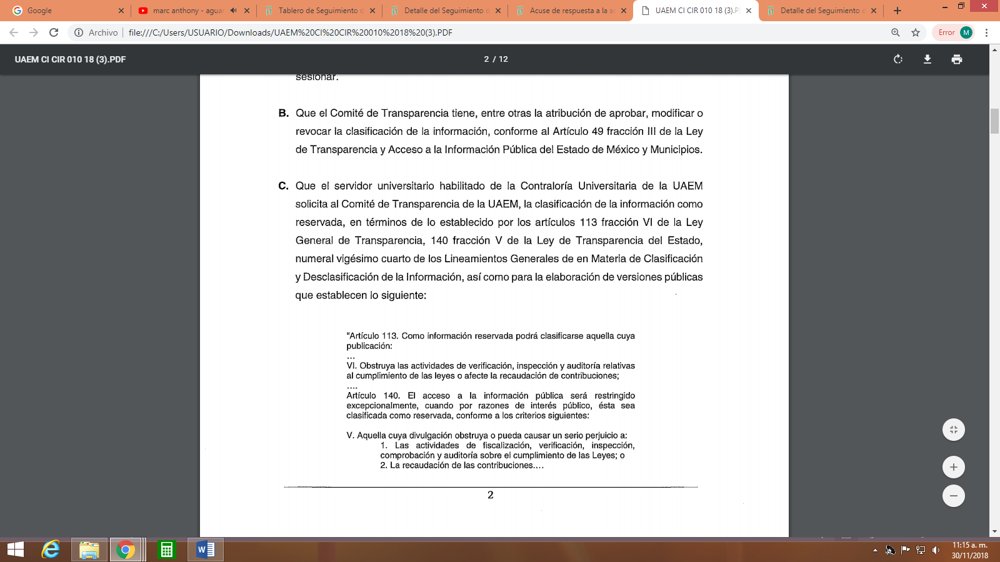 Google
marc anthony - aguar
Tablero de Seguimiento d
Detalle del Seguimiento d
Acuse de respuesta a la so
UAEM CI CIR 010 18 (3).PD
Detalle del Seguimiento d
Archivo
file:///C:/Users/USUARIO/Downloads/UAEM%20CI%20CIR%20010%2018%20(3).PDF
Error M
UAEM CI CIR 010 18 (3).PDF
2 / 12
sesionar.
B. Que el Comité de Transparencia tiene, entre otras la atribución de aprobar, modificar o
revocar la clasificación de la información, conforme al Artículo 49 fracción III de la Ley
de Transparencia y Acceso a la Información Pública del Estado de México y Municipios.
C. Que el servidor universitario habilitado de la Contraloría Universitaria de la UAEM
solicita al Comité de Transparencia de la UAEM, la clasificación de la información como
reservada, en términos de lo establecido por los artículos 113 fracción VI de la Ley
General de Transparencia, 140 fracción V de la Ley de Transparencia del Estado,
numeral vigésimo cuarto de los Lineamientos Generales de en Materia de Clasificación
y Desclasificación de la Información, así como para la elaboración de versiones públicas
que establecen lo siguiente:
“Artículo 113. Como información reservada podrá clasificarse aquella cuya
publicación:
...
VI. Obstruya las actividades de verificación, inspección y auditoría relativas
al cumplimiento de las leyes o afecte la recaudación de contribuciones;
....
Artículo 140. El acceso a la información pública será restringido
excepcionalmente, cuando por razones de interés público, ésta sea
clasificada como reservada, conforme a los criterios siguientes:
V. Aquella cuya divulgación obstruya o pueda causar un serio perjuicio a:
1. Las actividades de fiscalización, verificación, inspección,
comprobación y auditoría sobre el cumplimiento de las Leyes; o
2. La recaudación de las contribuciones....
2
11:15 a. m.
30/11/2018